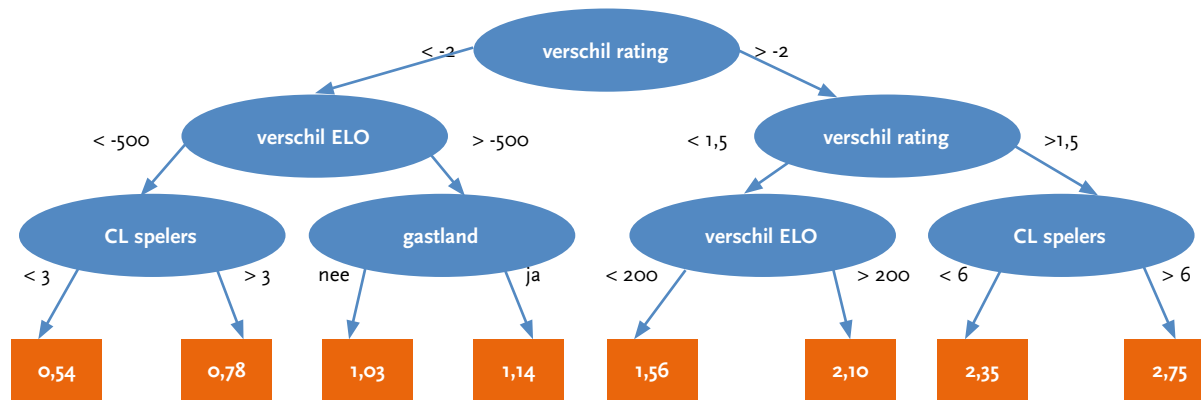 verschil rating
< -2
> -2
verschil ELO
verschil rating
< -500
> -500
< 1,5
>1,5
CL spelers
gastland
verschil ELO
CL spelers
< 3
> 3
nee
ja
< 200
> 200
< 6
> 6
0,54
0,78
1,03
1,14
1,56
2,10
2,35
2,75